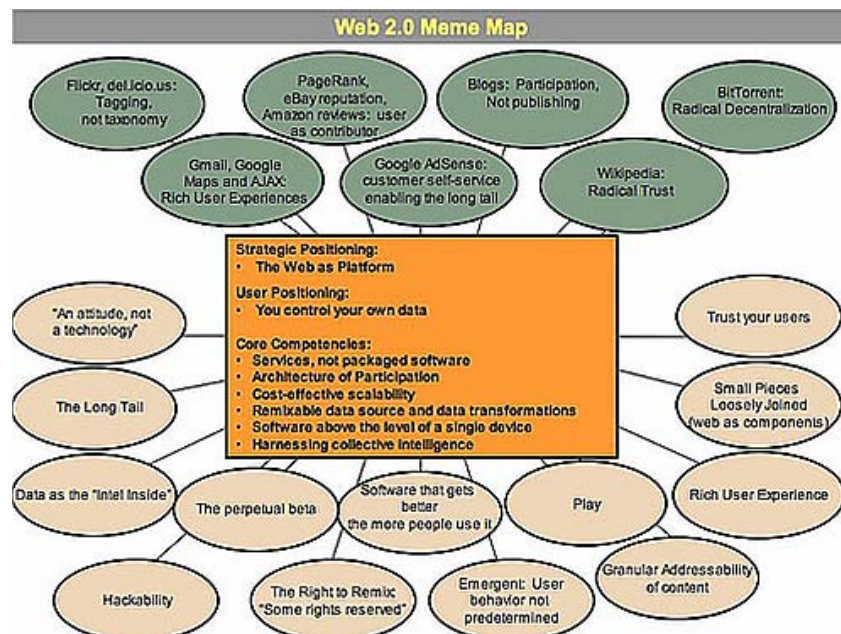 Web 2.0 Meme Map
Flickr, del.icio.us:
Tagging,
not taxonomy
PageRank,
eBay reputation,
Amazon reviews: user
as contributor
Blogs: Participation,
Not publishing
BitTorrent:
Radical Decentralization
Gmail, Google
Maps and AJAX:
Rich User Experiences
Google AdSense:
customer self-service
enabling the long tail
Wikipedia:
Radical Trust
Strategic Positioning:
• The Web as Platform
User Positioning:
• You control your own data
Core Competencies:
• Services, not packaged software
• Architecture of Participation
• Cost-effective scalability
• Remixable data source and data transformations
• Software above the level of a single device
• Harnessing collective intelligence
"An attitude, not
a technology"
Trust your users
The Long Tail
Small Pieces
Loosely Joined
(web as components)
Data as the "Intel Inside"
The perpetual beta
Software that gets
better
the more people use it
Play
Rich User Experience
Hackability
The Right to Remix:
"Some rights reserved"
Emergent: User
behavior not
predetermined
Granular Addressability
of content